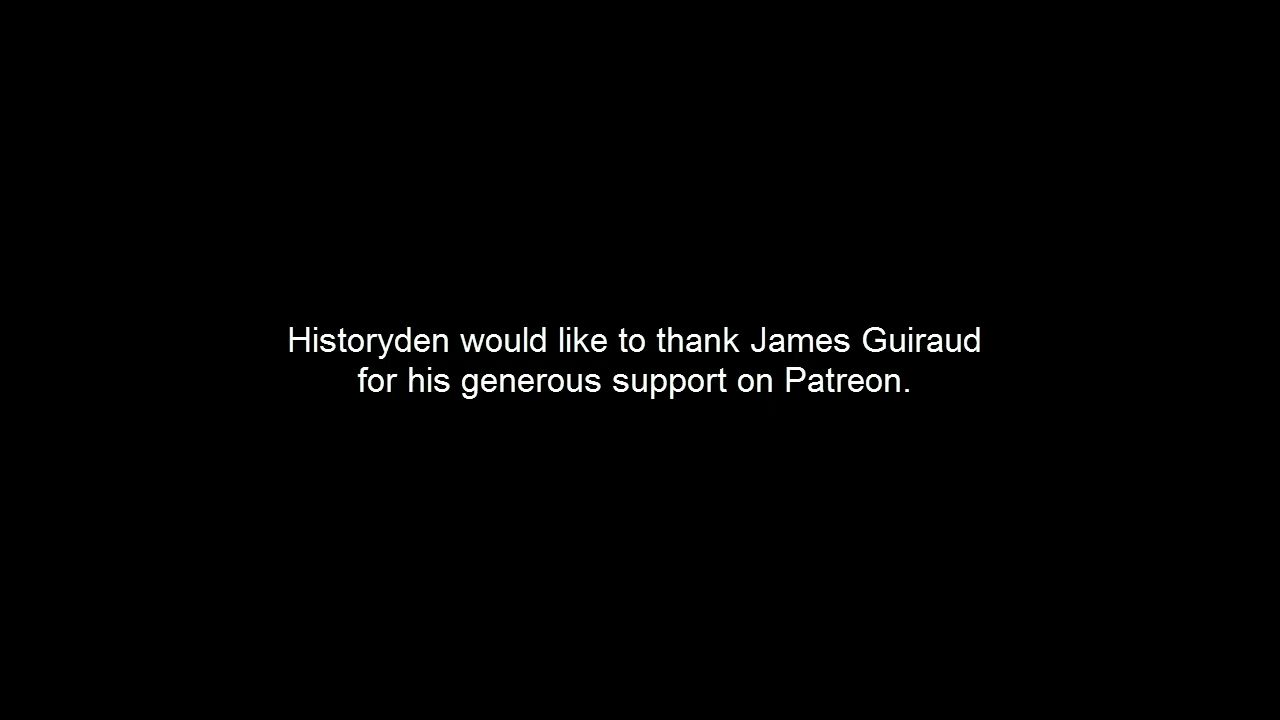 Historyden would like to thank James Guiraud
for his generous support on Patreon.